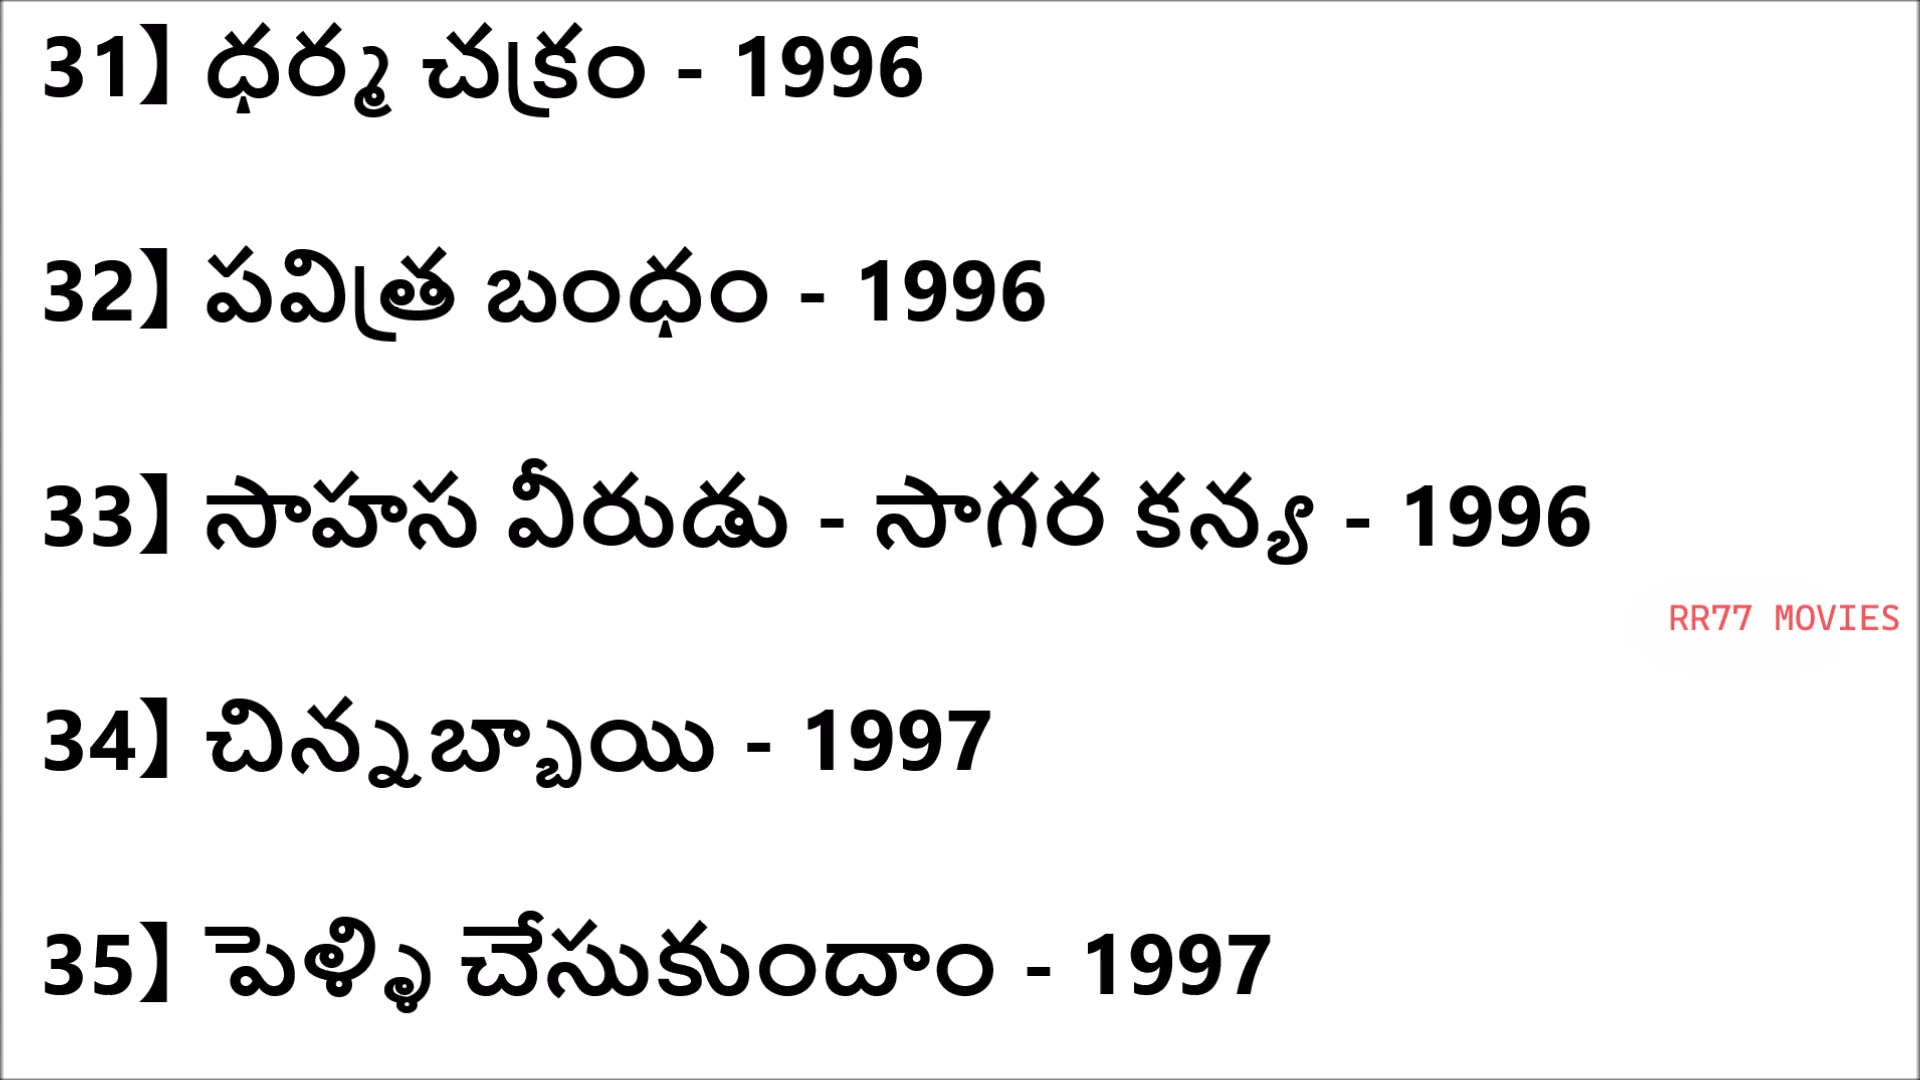 31】 ధర్మ చక్రం - 1996
32】 పవిత్ర బంధం - 1996
33】 సాహస వీరుడు - సాగర కన్య - 1996
RR77 MOVIES
34】 చిన్నబ్బాయి - 1997
35】 పెళ్ళి చేసుకుందాం - 1997